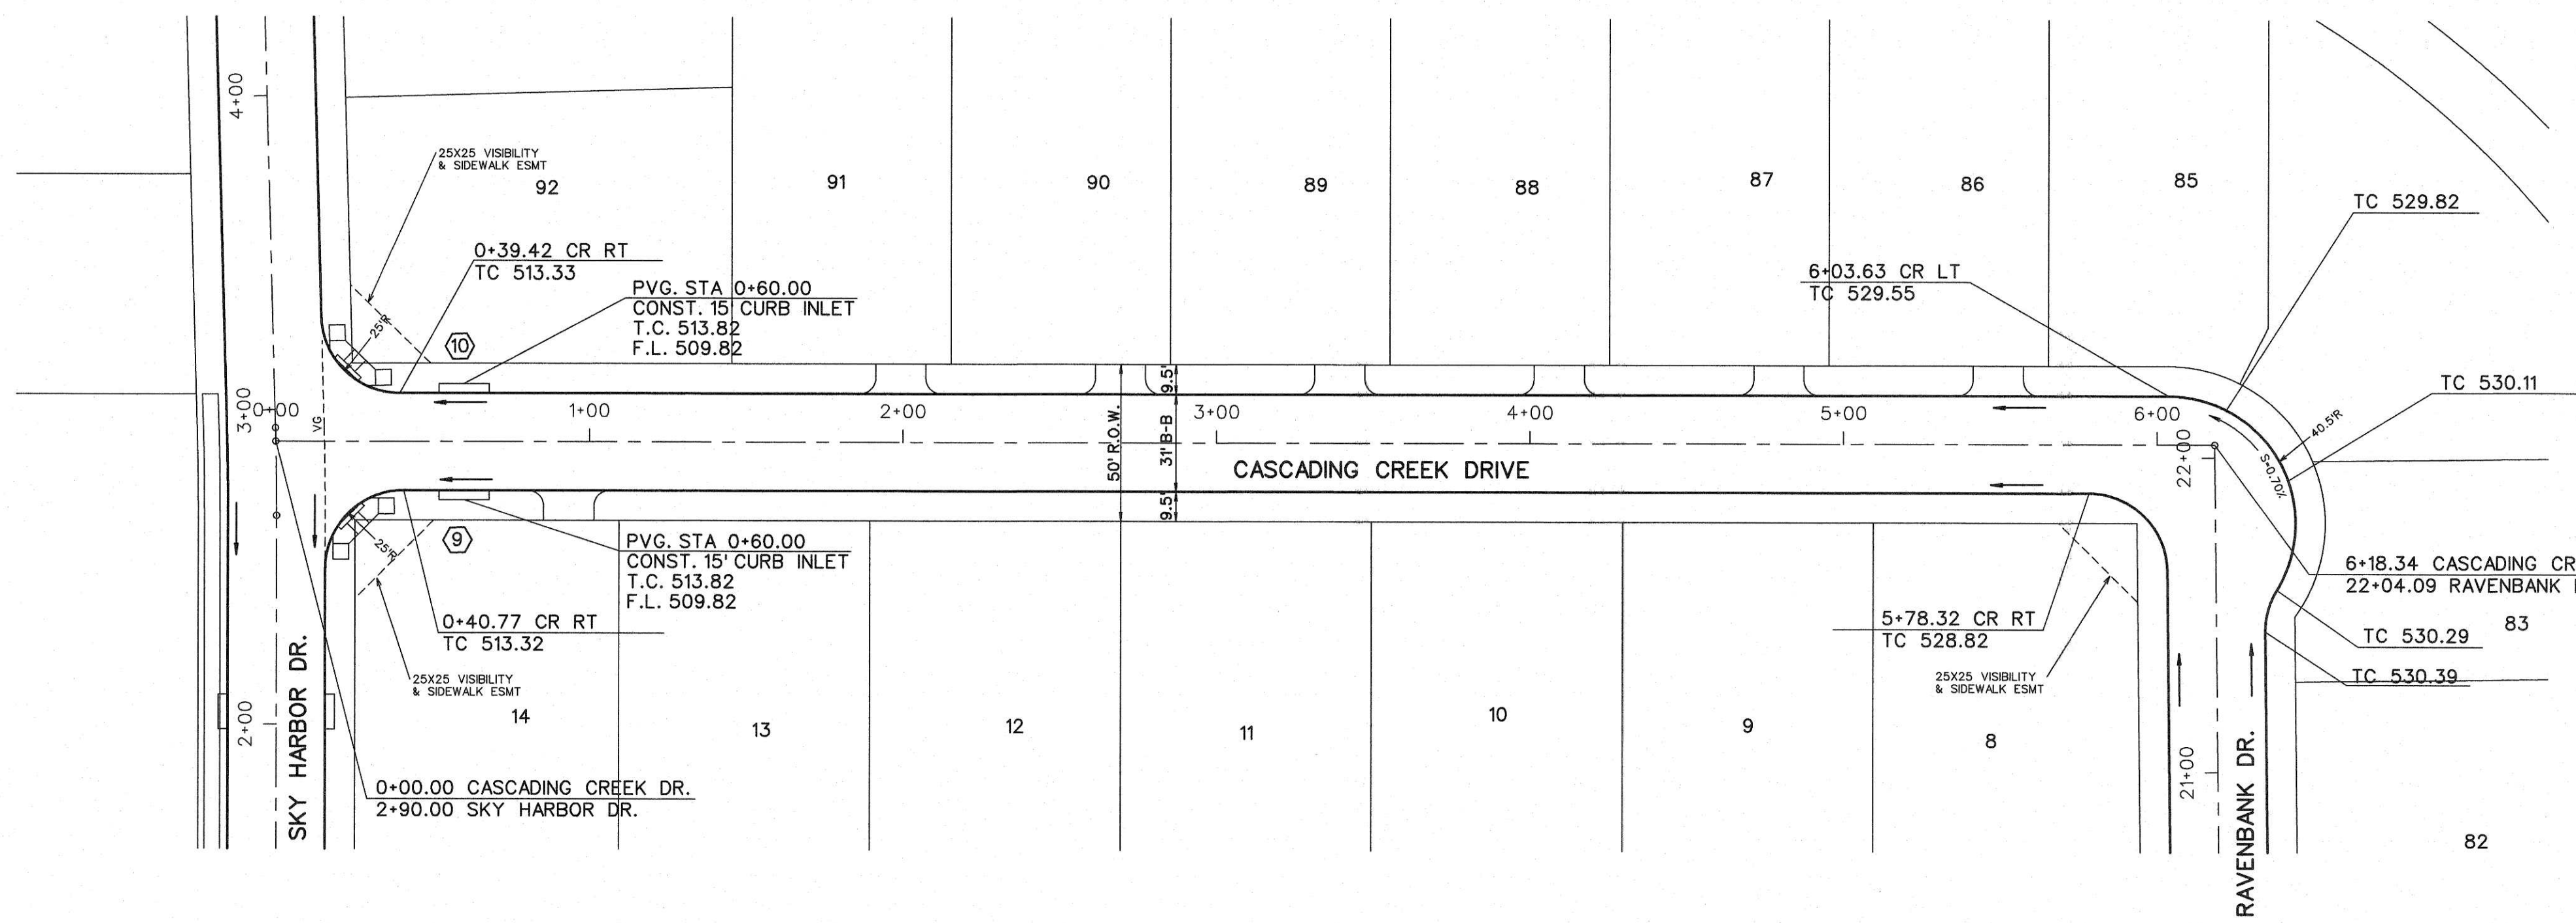 4+00
25X25 VISIBILITY
& SIDEWALK ESMT
92
91
90
89
88
87
86
85
TC 529.82
0+39.42 CR RT
TC 513.33
PVG. STA 0+60.00
CONST. 15' CURB INLET
T.C. 513.82
F.L. 509.82
6+03.63 CR LT
TC 529.55
25'R
10
TC 530.11
3+00
0+00
VG
1+00
2+00
50' R.O.W.
9.5'
31' B-B
9.5'
3+00
4+00
5+00
6+00
22+00
40.5'R
S=0.70%
CASCADING CREEK DRIVE
25'R
9
PVG. STA 0+60.00
CONST. 15' CURB INLET
T.C. 513.82
F.L. 509.82
6+18.34 CASCADING CR
22+04.09 RAVENBANK
0+40.77 CR RT
TC 513.32
5+78.32 CR RT
TC 528.82
TC 530.29
83
TC 530.39
25X25 VISIBILITY
& SIDEWALK ESMT
25X25 VISIBILITY
& SIDEWALK ESMT
2+00
SKY HARBOR DR.
14
13
12
11
10
9
8
21+00
RAVENBANK DR.
0+00.00 CASCADING CREEK DR.
2+90.00 SKY HARBOR DR.
82